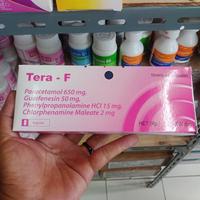 Tera - F
Paracetamol 650 mg,
Guaifenesin 50 mg,
Phenylpropanolamine HCl 15 mg,
Chlorphenamine Maleate 2 mg